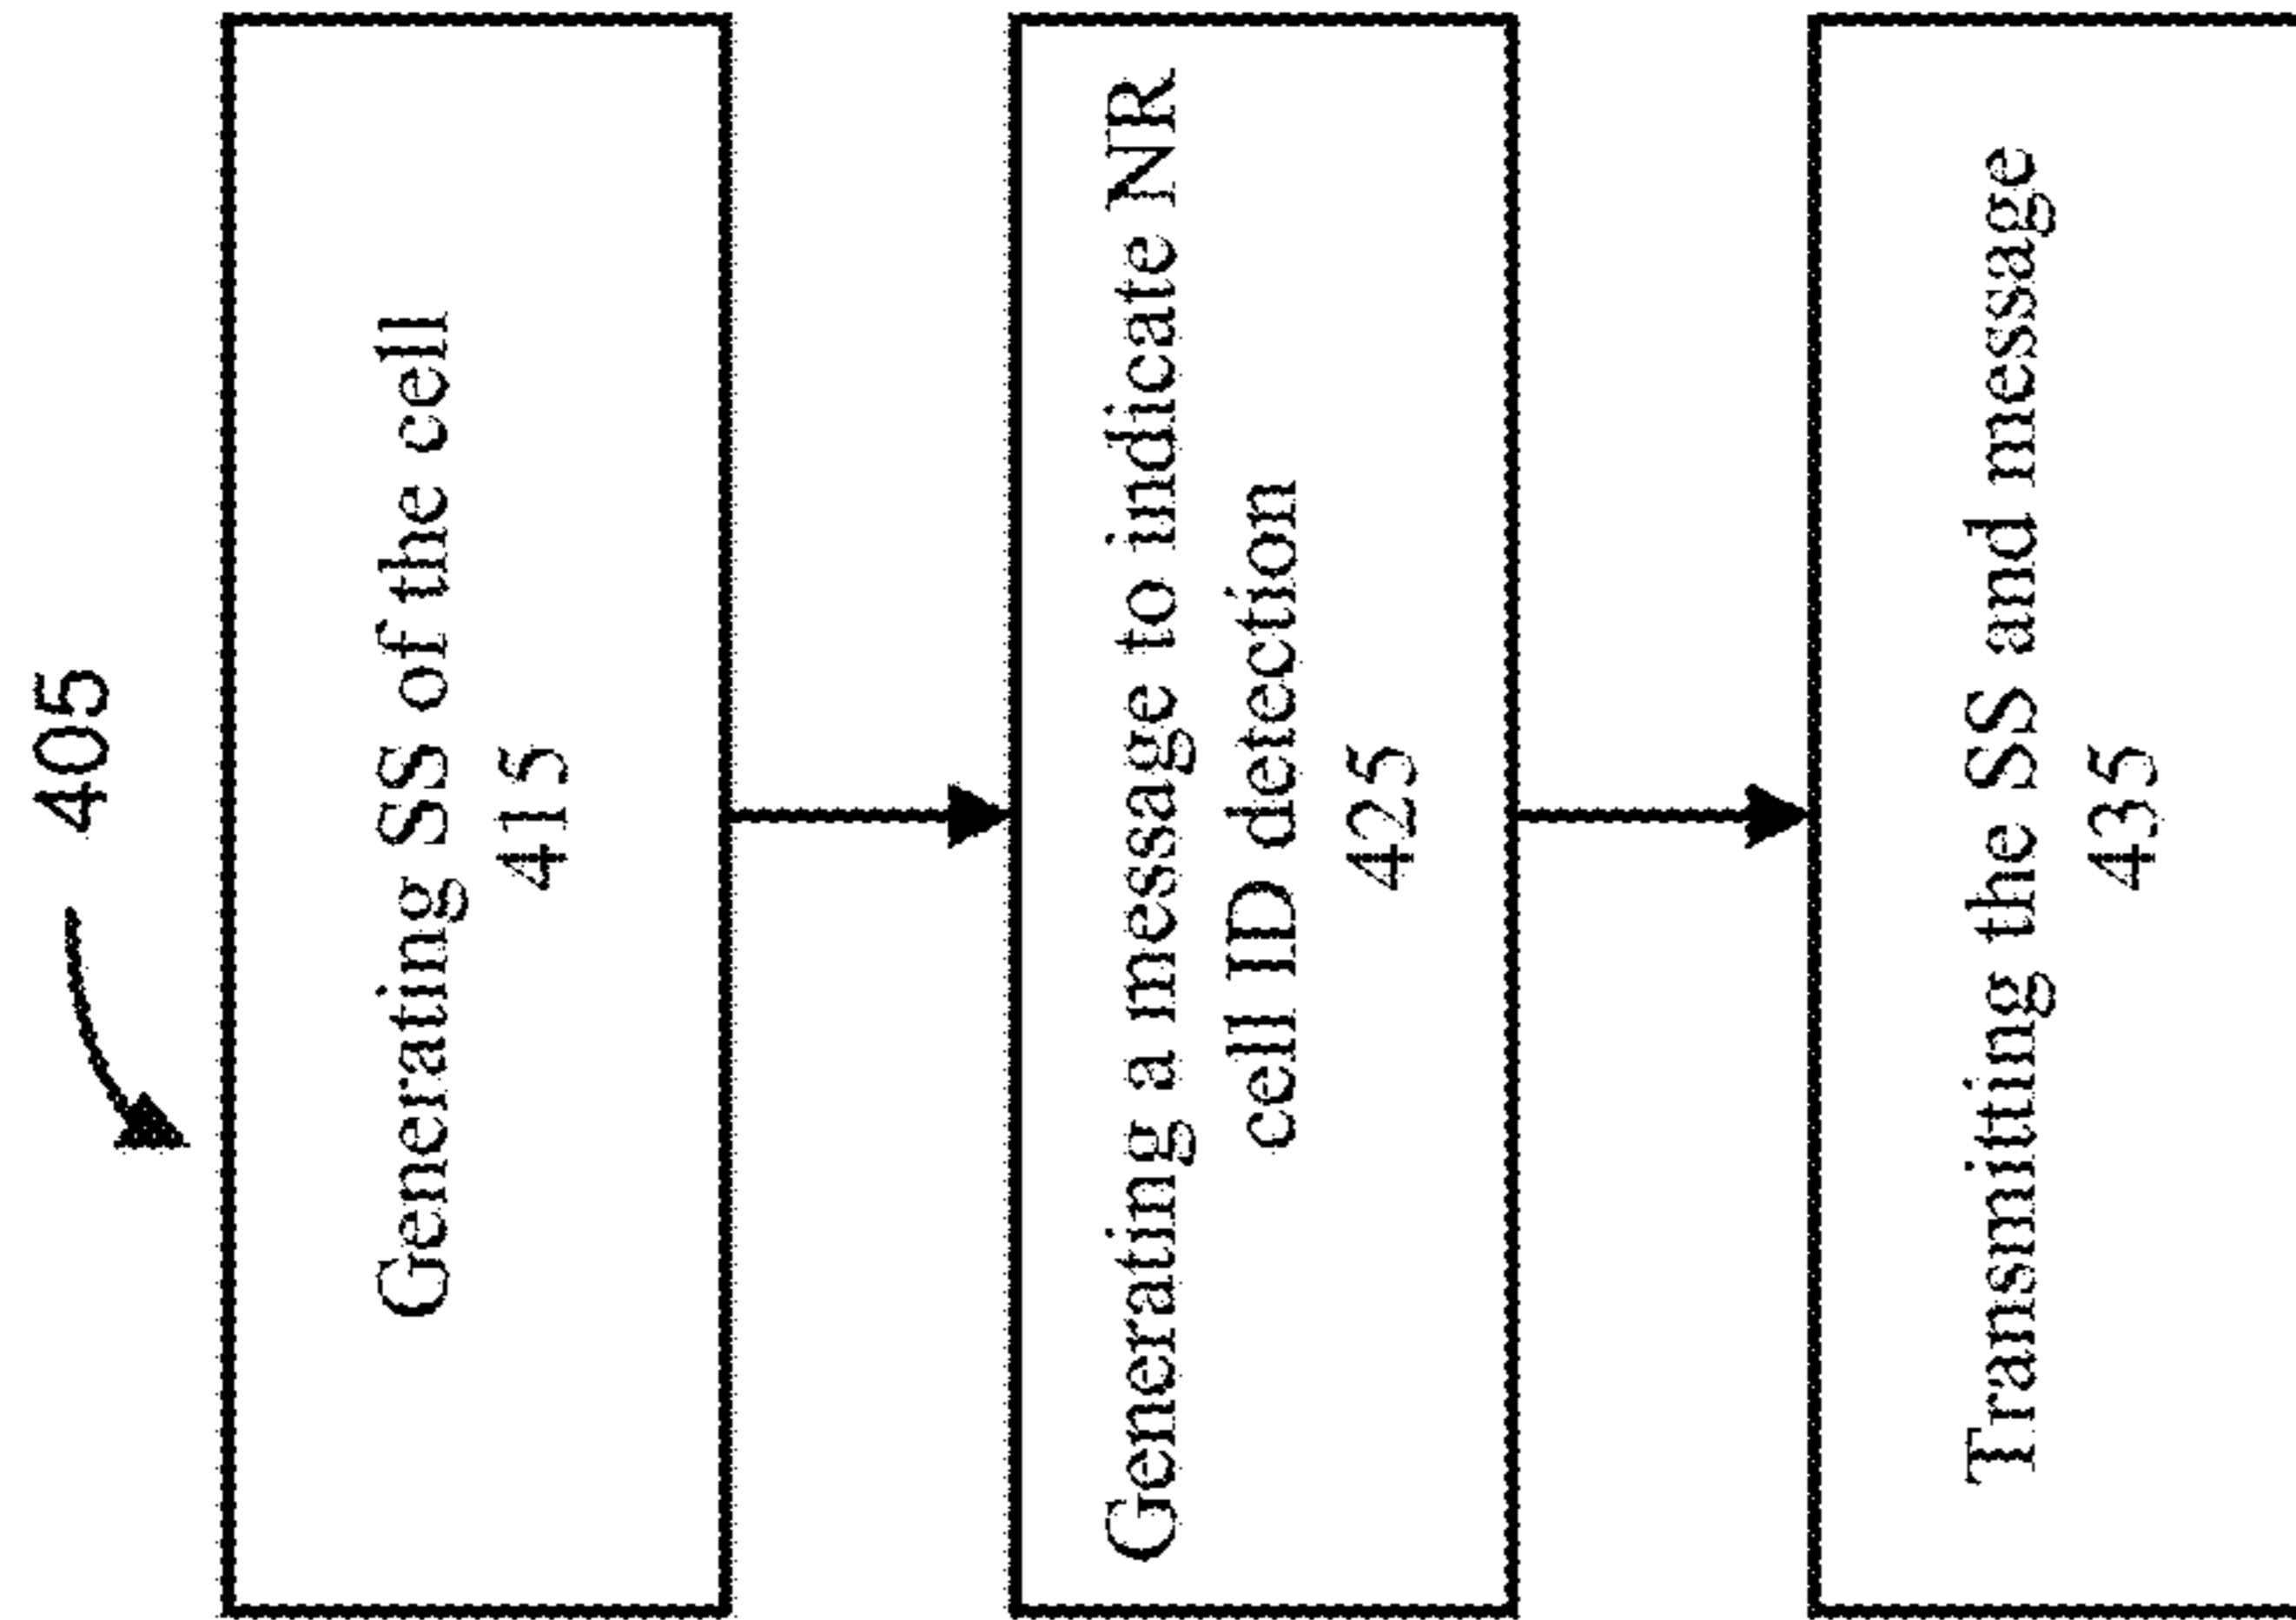 405
Generating SS of the cell
415
Generating a message to indicate NR
cell ID detection
425
Transmitting the SS and message
435